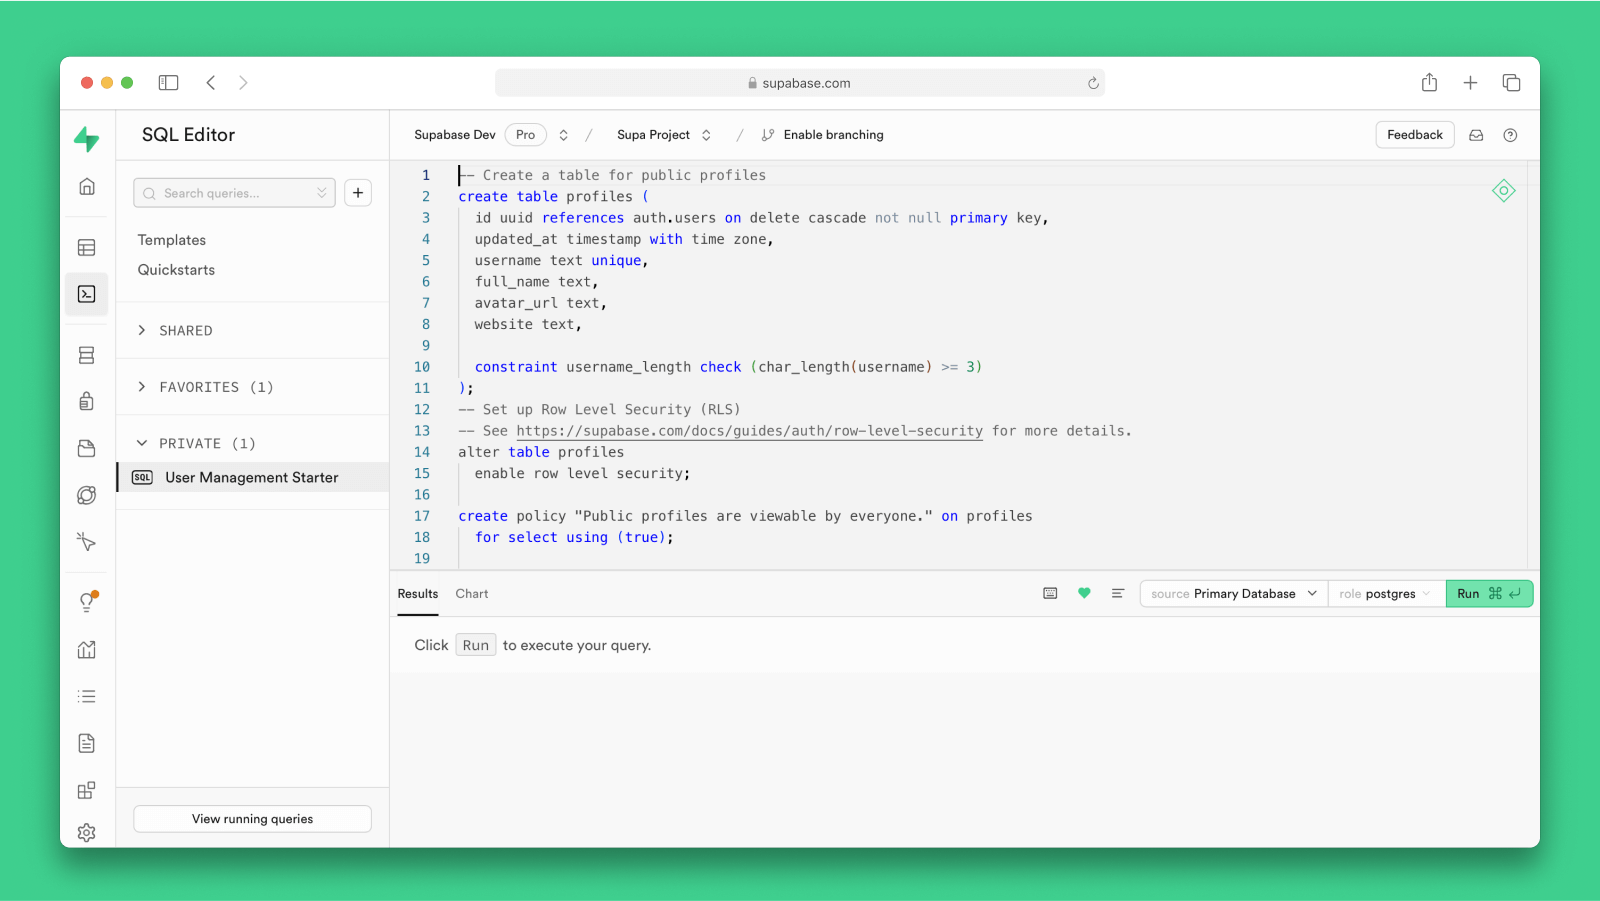 supabase.com
SQL Editor
Supabase Dev Pro / Supa Project / Enable branching
Feedback
Search queries...
Templates
Quickstarts
SHARED
FAVORITES (1)
PRIVATE (1)
SQL User Management Starter
View running queries
1 -- Create a table for public profiles
2 create table profiles (
3 id uuid references auth.users on delete cascade not null primary key,
4 updated_at timestamp with time zone,
5 username text unique,
6 full_name text,
7 avatar_url text,
8 website text,
9
10 constraint username_length check (char_length(username) >= 3)
11 );
12 -- Set up Row Level Security (RLS)
13 -- See https://supabase.com/docs/guides/auth/row-level-security for more details.
14 alter table profiles
15 enable row level security;
16
17 create policy "Public profiles are viewable by everyone." on profiles
18 for select using (true);
19
Results Chart
source Primary Database role postgres Run ⌘ ↵
Click Run to execute your query.